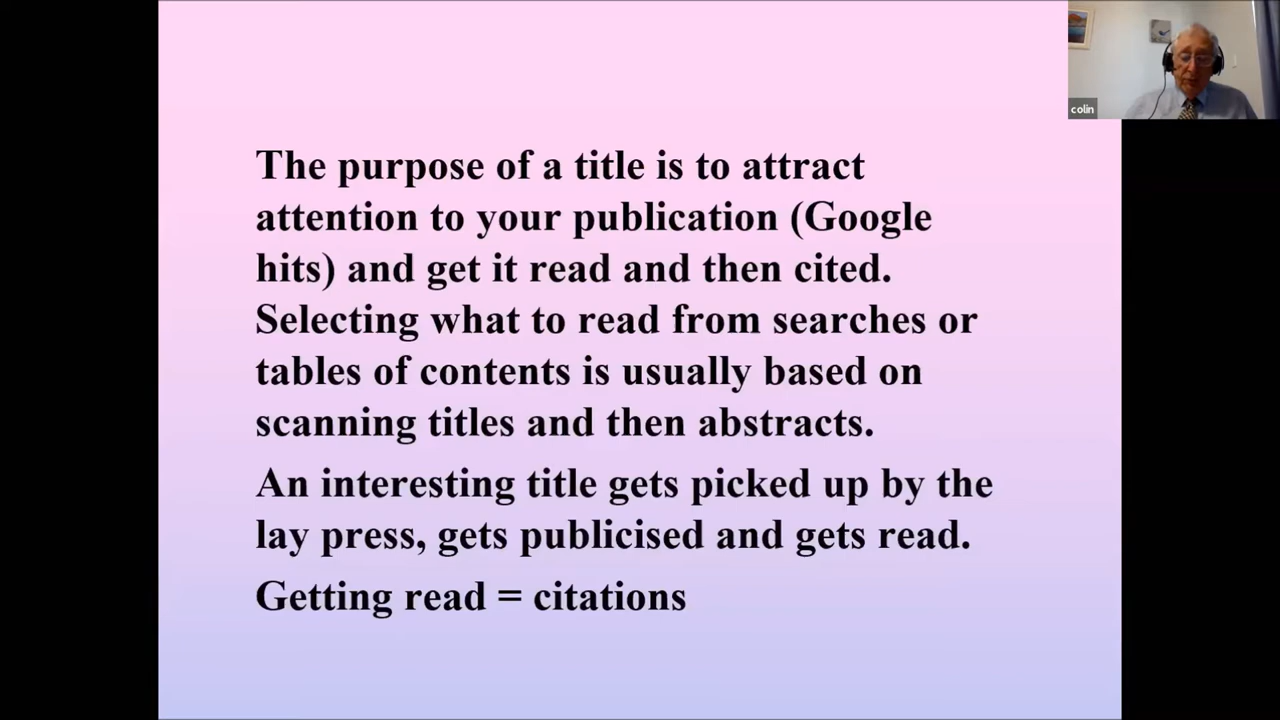 colin
The purpose of a title is to attract
attention to your publication (Google
hits) and get it read and then cited.
Selecting what to read from searches or
tables of contents is usually based on
scanning titles and then abstracts.
An interesting title gets picked up by the
lay press, gets publicised and gets read.
Getting read = citations